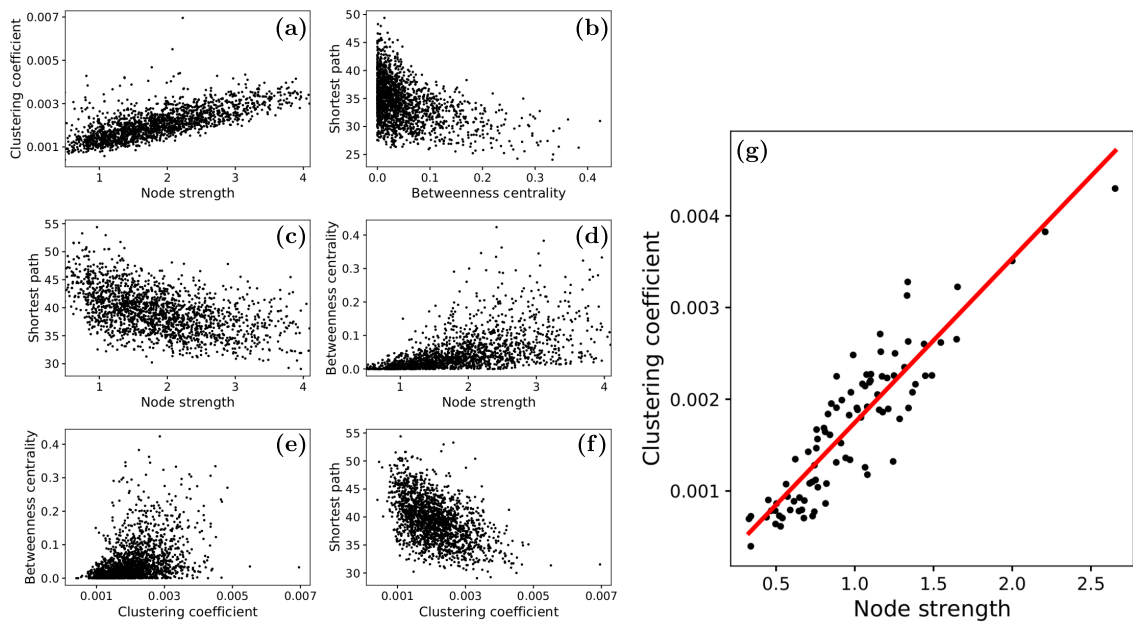 (a)
Clustering coefficient
0.007
0.005
0.003
0.001
1 2 3 4
Node strength
(b)
Shortest path
50
45
40
35
30
25
0.0 0.1 0.2 0.3 0.4
Betweenness centrality
(c)
Shortest path
55
50
45
40
35
30
1 2 3 4
Node strength
(d)
Betweenness centrality
0.4
0.3
0.2
0.1
0.0
1 2 3 4
Node strength
(e)
Betweenness centrality
0.4
0.3
0.2
0.1
0.0
0.001 0.003 0.005 0.007
Clustering coefficient
(f)
Shortest path
55
50
45
40
35
30
0.001 0.003 0.005 0.007
Clustering coefficient
(g)
Clustering coefficient
0.004
0.003
0.002
0.001
0.5 1.0 1.5 2.0 2.5
Node strength